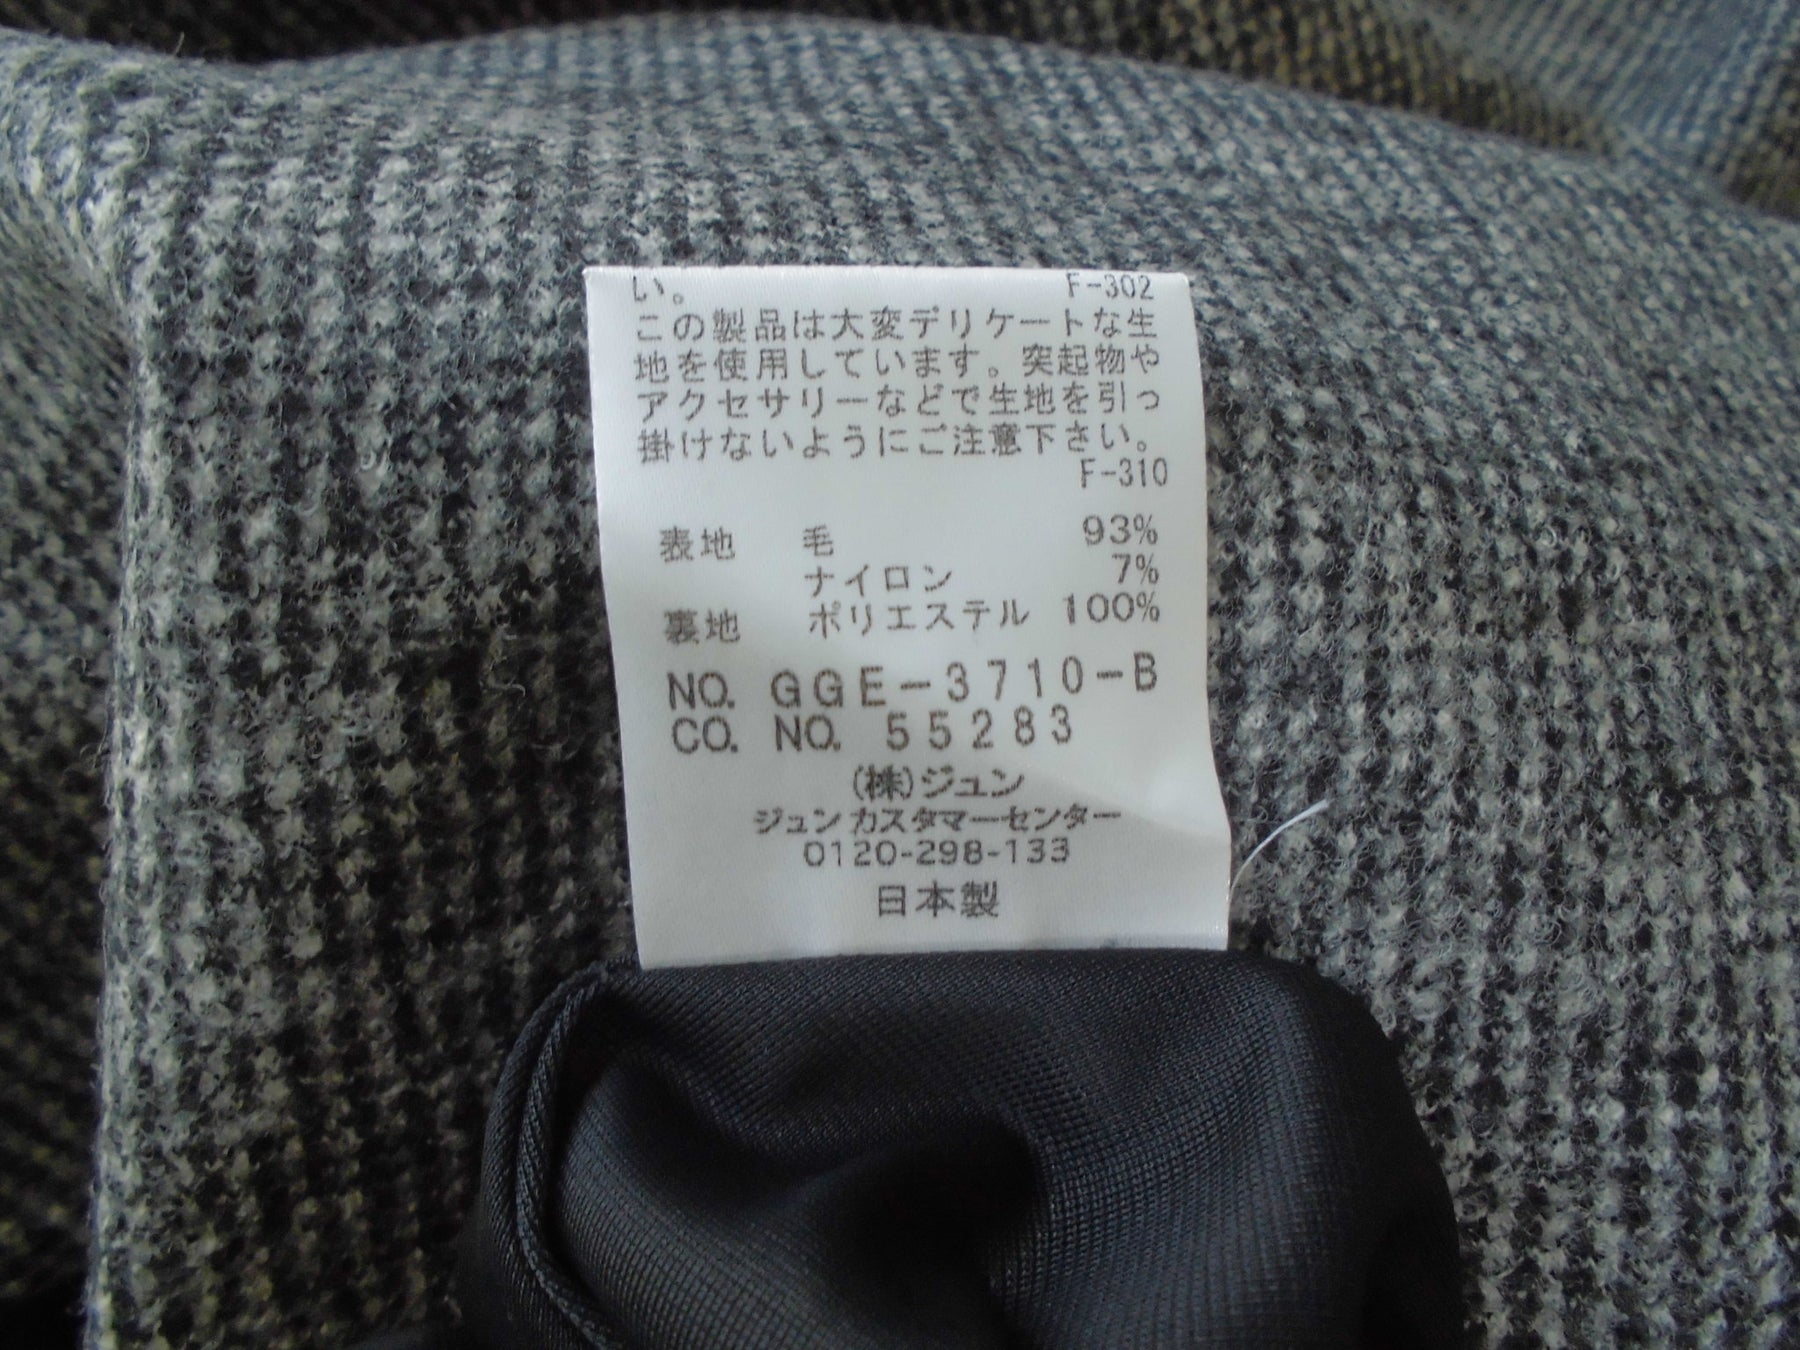 い。 F-302
この製品は大変デリケートな生
地を使用しています。突起物や
アクセサリーなどで生地を引っ
掛けないようにご注意下さい。
F-310
表地 毛 93%
ナイロン 7%
裏地 ポリエステル 100%
NO. GGE-3710-B
CO. NO. 55283
(株)ジュン
ジュンカスタマーセンター
0120-298-133
日本製